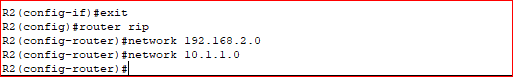 R2(config-if)#exit
R2(config)#router rip
R2(config-router)#network 192.168.2.0
R2(config-router)#network 10.1.1.0
R2(config-router)#